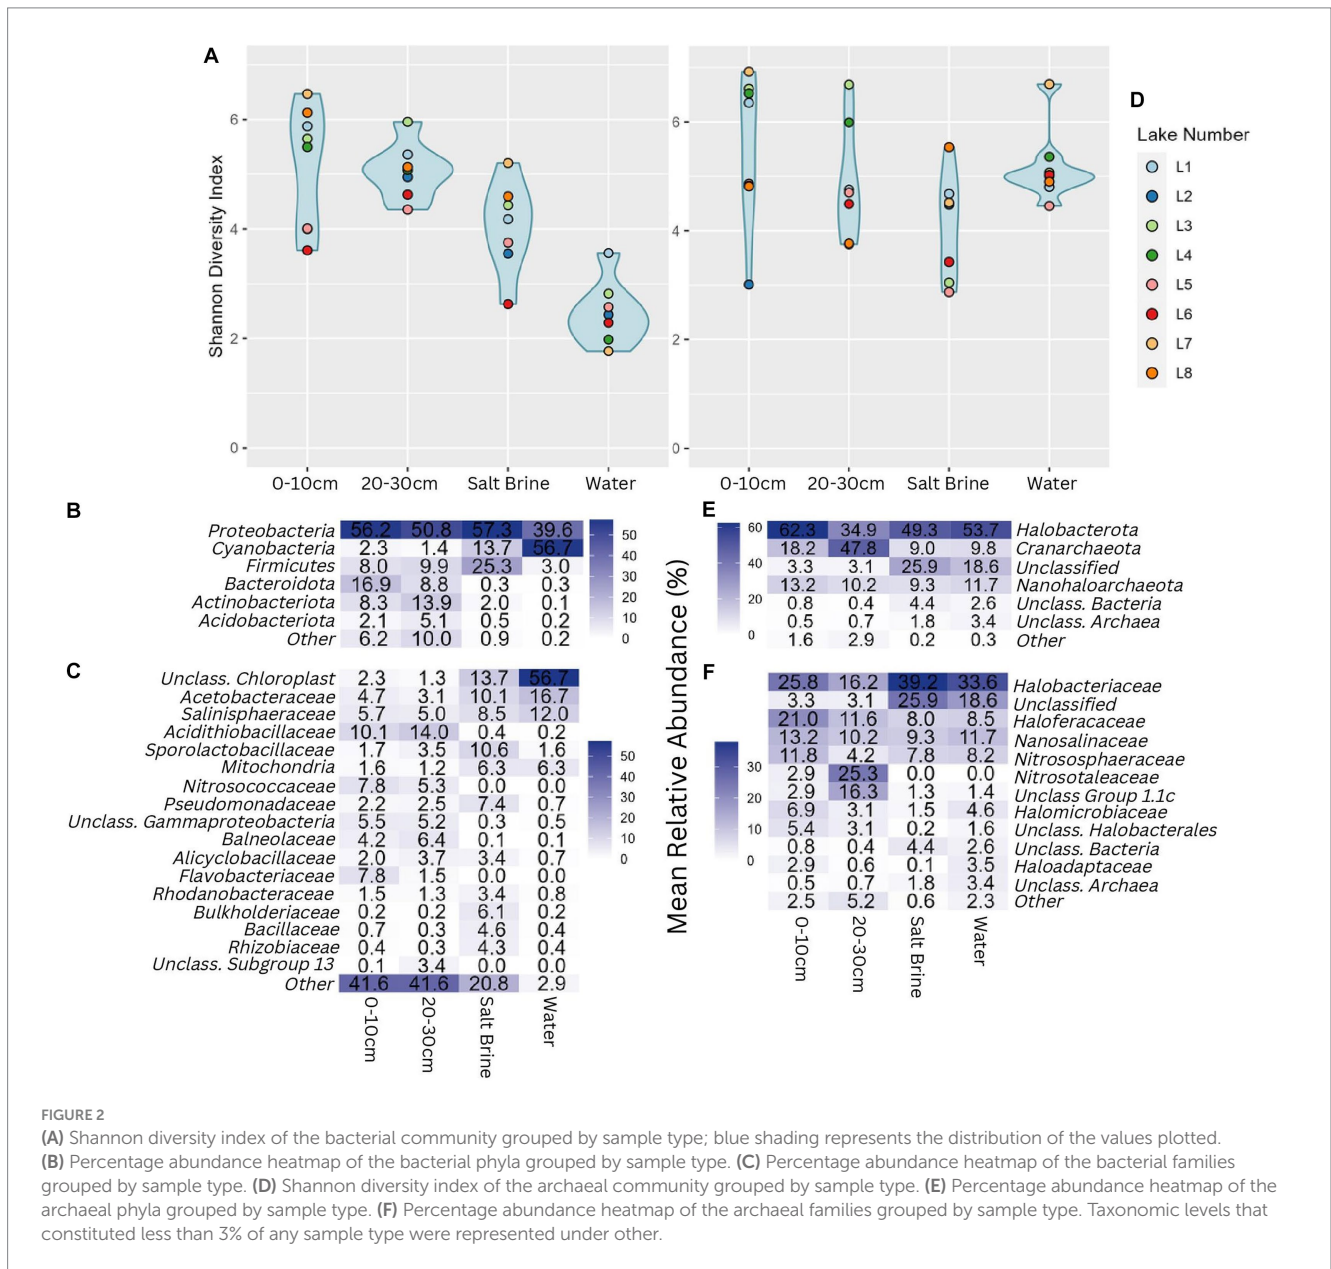 A
D
Shannon Diversity Index
6
4
2
0
0-10cm 20-30cm Salt Brine Water
6
4
2
0
0-10cm 20-30cm Salt Brine Water
Lake Number
L1
L2
L3
L4
L5
L6
L7
L8
B
Proteobacteria 56.2 50.8 57.3 39.6
Cyanobacteria 2.3 1.4 13.7 56.7
Firmicutes 8.0 9.9 25.3 3.0
Bacteroidota 16.9 8.8 0.3 0.3
Actinobacteriota 8.3 13.9 2.0 0.1
Acidobacteriota 2.1 5.1 0.5 0.2
Other 6.2 10.0 0.9 0.2
50
40
30
20
10
0
C
Unclass. Chloroplast 2.3 1.3 13.7 56.7
Acetobacteraceae 4.7 3.1 10.1 16.7
Salinisphaeraceae 5.7 5.0 8.5 12.0
Acidithiobacillaceae 10.1 14.0 0.4 0.2
Sporolactobacillaceae 1.7 3.5 10.6 1.6
Mitochondria 1.6 1.2 6.3 6.3
Nitrosococcaceae 7.8 5.3 0.0 0.0
Pseudomonadaceae 2.2 2.5 7.4 0.7
Unclass. Gammaproteobacteria 5.5 5.2 0.3 0.5
Balneolaceae 4.2 6.4 0.1 0.1
Alicyclobacillaceae 2.0 3.7 3.4 0.7
Flavobacteriaceae 7.8 1.5 0.0 0.0
Rhodanobacteraceae 1.5 1.3 3.4 0.8
Bulkholderiaceae 0.2 0.2 6.1 0.2
Bacillaceae 0.7 0.3 4.6 0.4
Rhizobiaceae 0.4 0.3 4.3 0.4
Unclass. Subgroup 13 0.1 3.4 0.0 0.0
Other 41.6 41.6 20.8 2.9
0-10cm 20-30cm Salt Brine Water
50
40
30
20
10
0
Mean Relative Abundance (%)
E
60
40
20
0
62.3 34.9 49.3 53.7 Halobacterota
18.2 47.8 9.0 9.8 Cranarchaeota
3.3 3.1 25.9 18.6 Unclassified
13.2 10.2 9.3 11.7 Nanohaloarchaeota
0.8 0.4 4.4 2.6 Unclass. Bacteria
0.5 0.7 1.8 3.4 Unclass. Archaea
1.6 2.9 0.2 0.3 Other
F
30
20
10
0
25.8 16.2 39.2 33.6 Halobacteriaceae
3.3 3.1 25.9 18.6 Unclassified
21.0 11.6 8.0 8.5 Haloferacaceae
13.2 10.2 9.3 11.7 Nanosalinaceae
11.8 4.2 7.8 8.2 Nitrososphaeraceae
2.9 25.3 0.0 0.0 Nitrosotaleaceae
2.9 16.3 1.3 1.4 Unclass Group 1.1c
6.9 3.1 1.5 4.6 Halomicrobiaceae
5.4 3.1 0.2 1.6 Unclass. Halobacterales
0.8 0.4 4.4 2.6 Unclass. Bacteria
2.9 0.6 0.1 3.5 Haloadaptaceae
0.5 0.7 1.8 3.4 Unclass. Archaea
2.5 5.2 0.6 2.3 Other
0-10cm 20-30cm Salt Brine Water
FIGURE 2
(A) Shannon diversity index of the bacterial community grouped by sample type; blue shading represents the distribution of the values plotted.
(B) Percentage abundance heatmap of the bacterial phyla grouped by sample type. (C) Percentage abundance heatmap of the bacterial families
grouped by sample type. (D) Shannon diversity index of the archaeal community grouped by sample type. (E) Percentage abundance heatmap of the
archaeal phyla grouped by sample type. (F) Percentage abundance heatmap of the archaeal families grouped by sample type. Taxonomic levels that
constituted less than 3% of any sample type were represented under other.